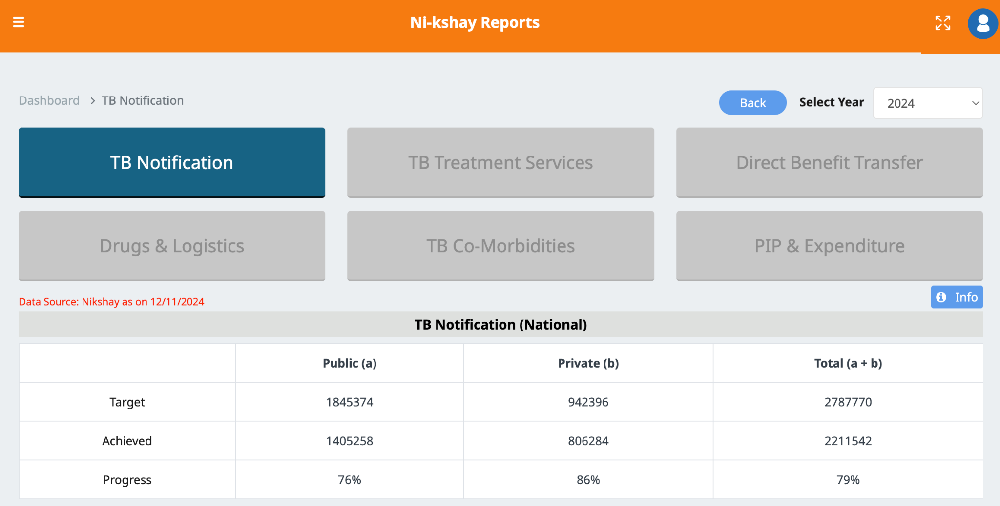 Ni-kshay Reports
Dashboard > TB Notification
Back
Select Year
2024
TB Notification
TB Treatment Services
Direct Benefit Transfer
Drugs & Logistics
TB Co-Morbidities
PIP & Expenditure
Data Source: Nikshay as on 12/11/2024
Info
TB Notification (National)
Public (a) Private (b) Total (a + b)
Target 1845374 942396 2787770
Achieved 1405258 806284 2211542
Progress 76% 86% 79%